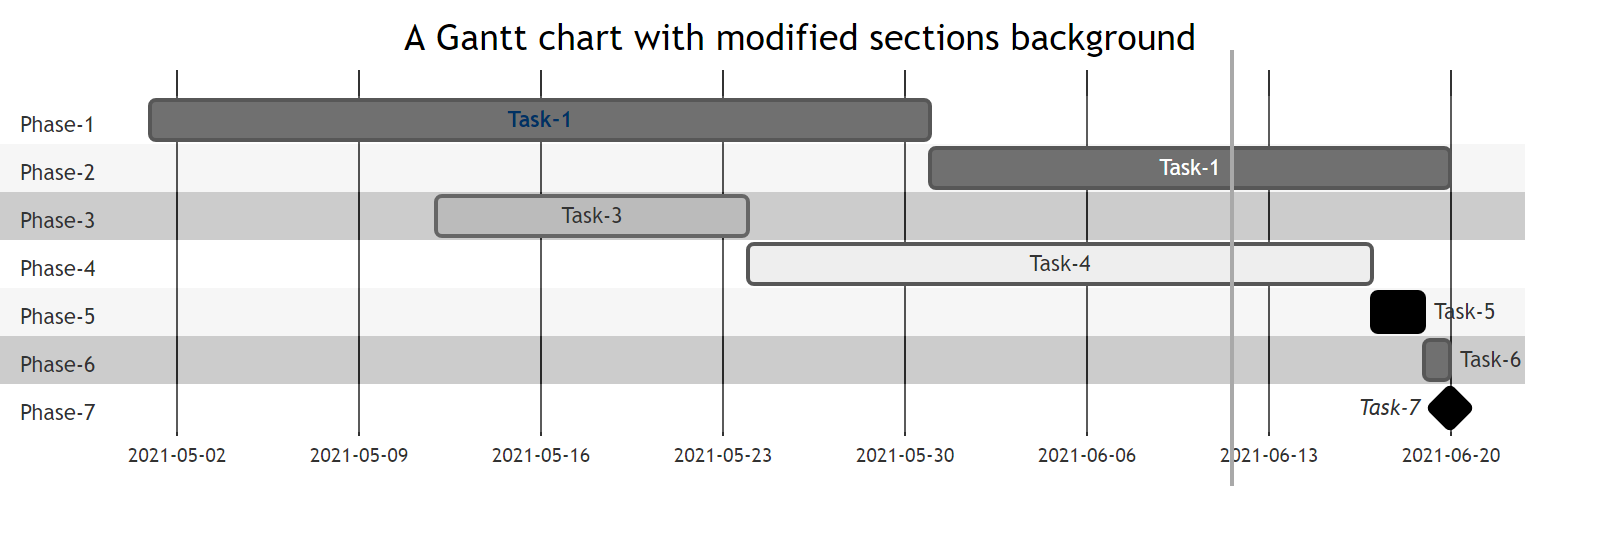 A Gantt chart with modified sections background
Phase-1 Task-1
Phase-2 Task-1
Phase-3 Task-3
Phase-4 Task-4
Phase-5 Task-5
Phase-6 Task-6
Phase-7 Task-7
2021-05-02 2021-05-09 2021-05-16 2021-05-23 2021-05-30 2021-06-06 2021-06-13 2021-06-20